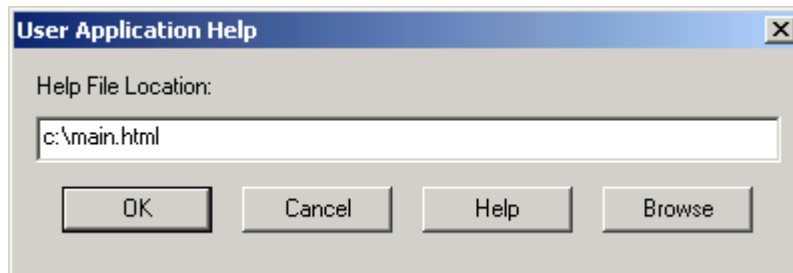 User Application Help
Help File Location:
c:\main.html
OK Cancel Help Browse